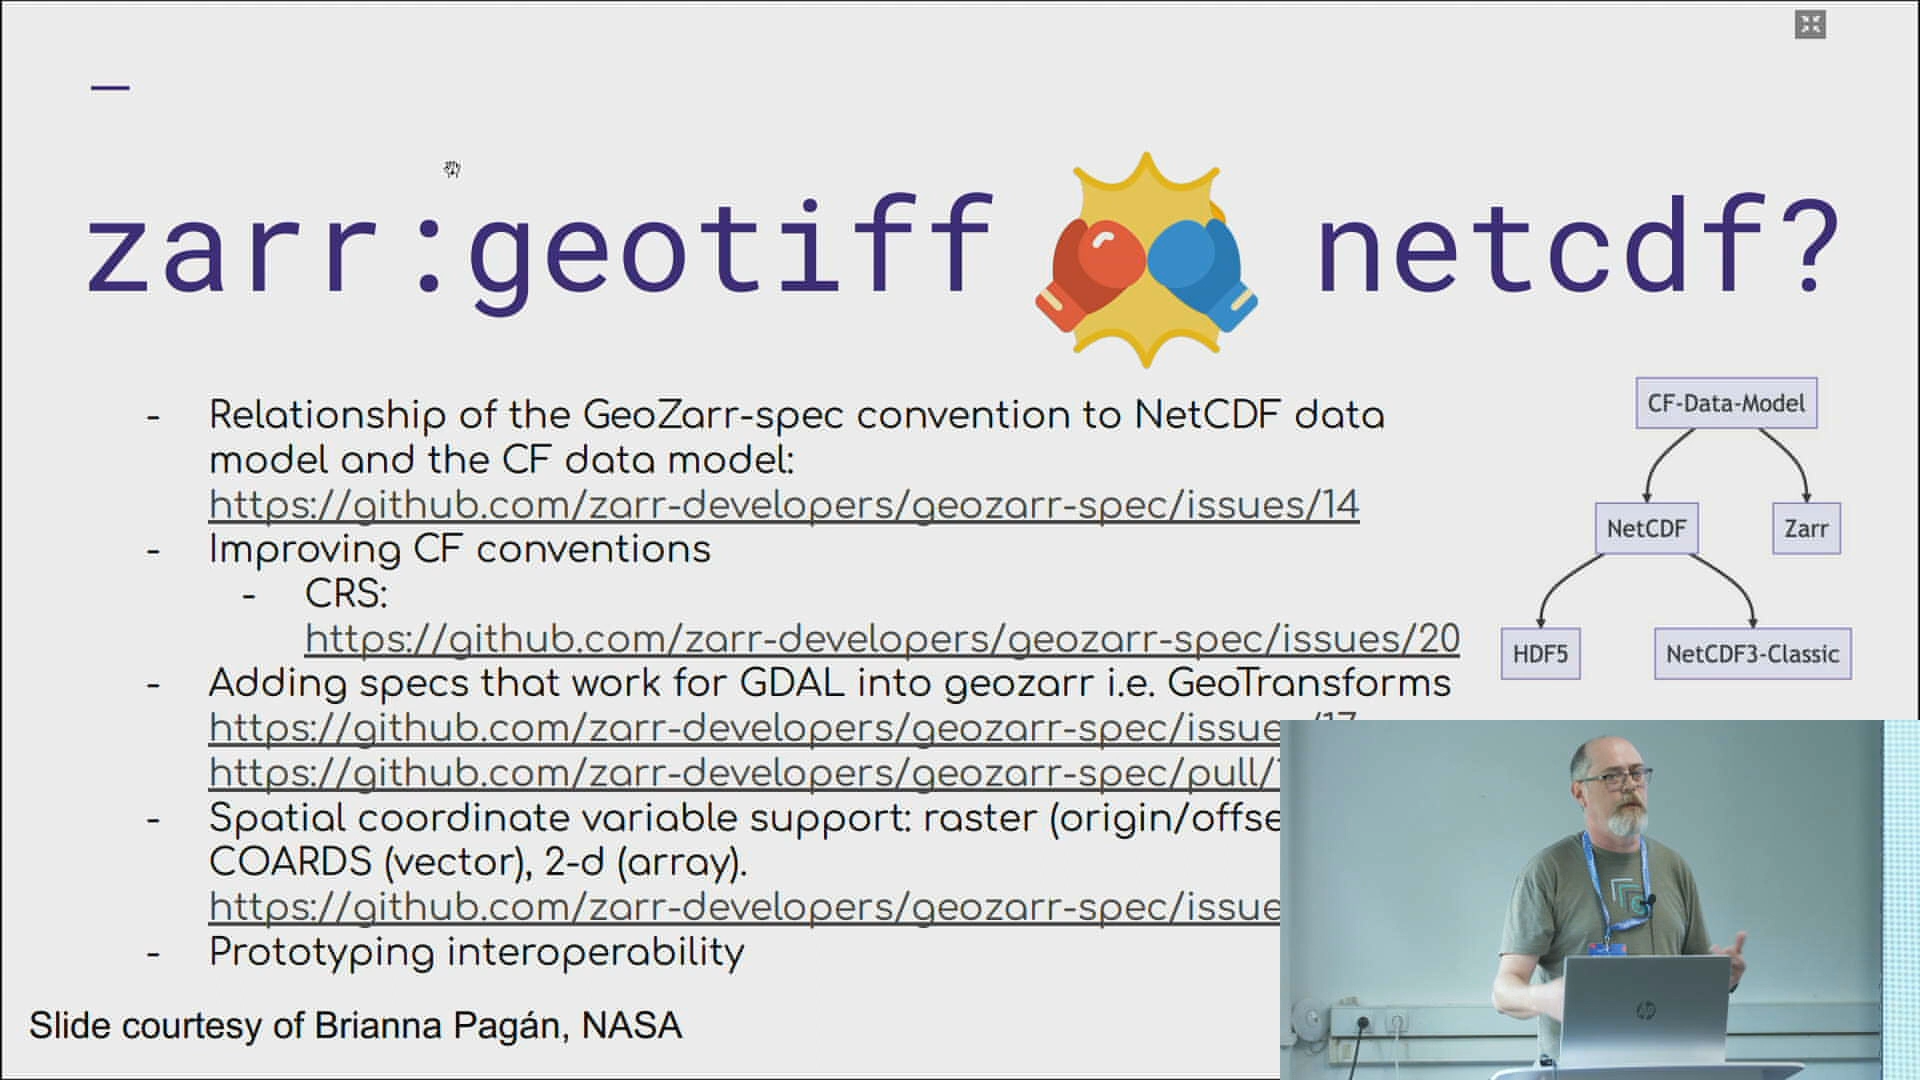 zarr:geotiff netcdf?
- Relationship of the GeoZarr-spec convention to NetCDF data
model and the CF data model:
https://github.com/zarr-developers/geozarr-spec/issues/14
- Improving CF conventions
- CRS:
https://github.com/zarr-developers/geozarr-spec/issues/20
- Adding specs that work for GDAL into geozarr i.e. GeoTransforms
https://github.com/zarr-developers/geozarr-spec/issue
https://github.com/zarr-developers/geozarr-spec/pull/
- Spatial coordinate variable support: raster (origin/offse
COARDS (vector), 2-d (array).
https://github.com/zarr-developers/geozarr-spec/issue
- Prototyping interoperability
Slide courtesy of Brianna Pagán, NASA
CF-Data-Model
NetCDF Zarr
HDF5 NetCDF3-Classic
hp